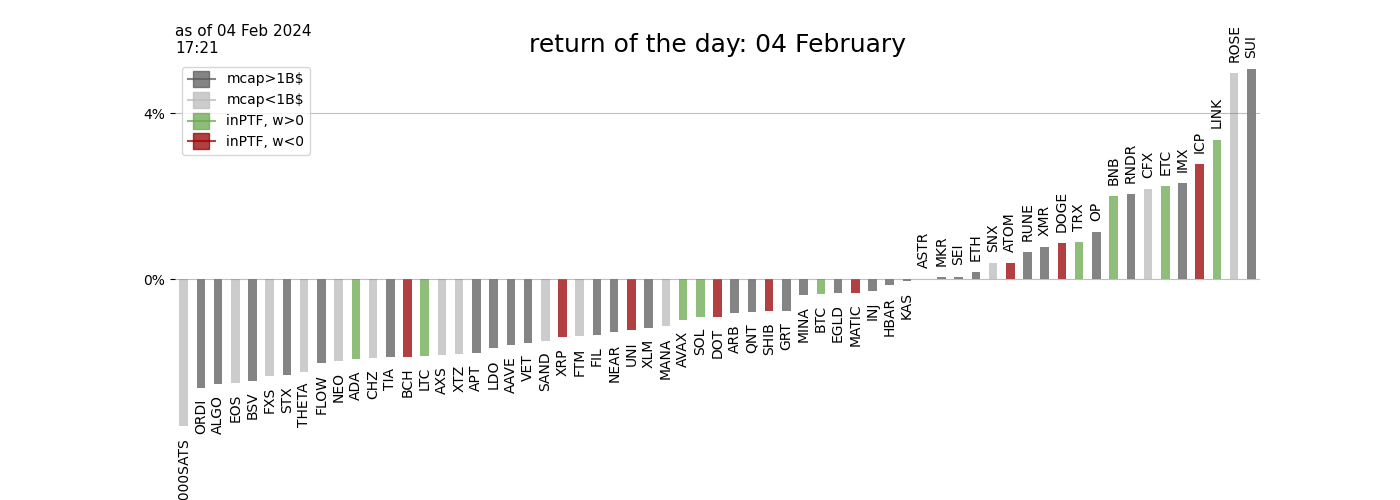 as of 04 Feb 2024
17:21
return of the day: 04 February
mcap>1B$
mcap<1B$
inPTF, w>0
inPTF, w<0
4%
0%
000SATS
ORDI
ALGO
EOS
BSV
FXS
STX
THETA
FLOW
NEO
ADA
CHZ
TIA
BCH
LTC
AXS
XTZ
APT
LDO
AAVE
VET
SAND
XRP
FTM
FIL
NEAR
UNI
XLM
MANA
AVAX
SOL
DOT
ARB
QNT
SHIB
GRT
MINA
BTC
EGLD
MATIC
INJ
HBAR
KAS
ASTR
MKR
SEI
ETH
SNX
ATOM
RUNE
XMR
DOGE
TRX
OP
BNB
RNDR
CFX
ETC
IMX
ICP
LINK
ROSE
SUI